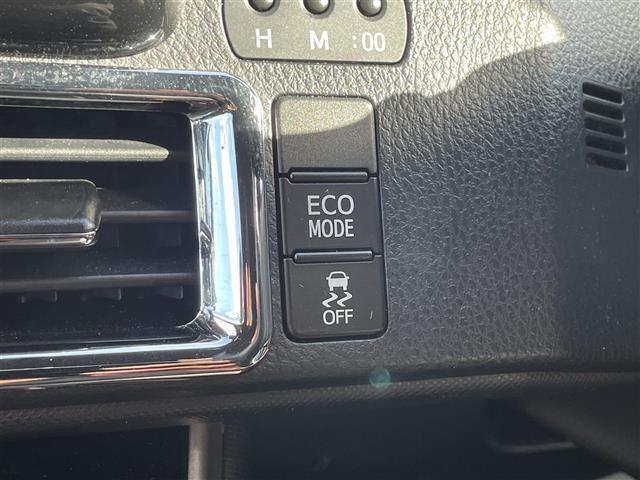 H M :00
ECO
MODE
OFF